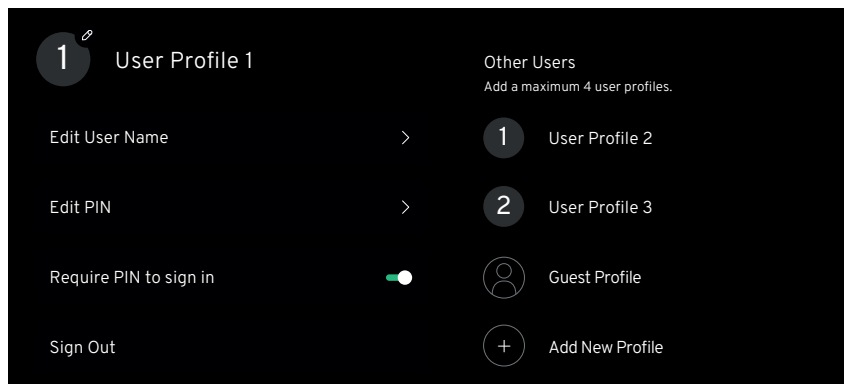 1
User Profile 1
Edit User Name
Edit PIN
Require PIN to sign in
Sign Out
Other Users
Add a maximum 4 user profiles.
1
User Profile 2
2
User Profile 3
Guest Profile
Add New Profile